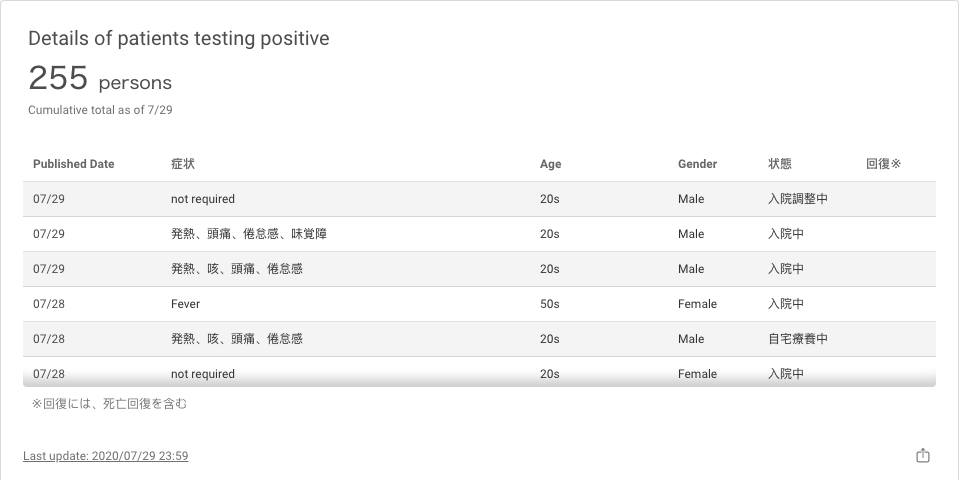 Details of patients testing positive
255 persons
Cumulative total as of 7/29
Published Date 症状 Age Gender 状態 回復※
07/29 not required 20s Male 入院調整中
07/29 発熱、頭痛、倦怠感、味覚障 20s Male 入院中
07/29 発熱、咳、頭痛、倦怠感 20s Male 入院中
07/28 Fever 50s Female 入院中
07/28 発熱、咳、頭痛、倦怠感 20s Male 自宅療養中
07/28 not required 20s Female 入院中
※回復には、死亡回復を含む
Last update: 2020/07/29 23:59